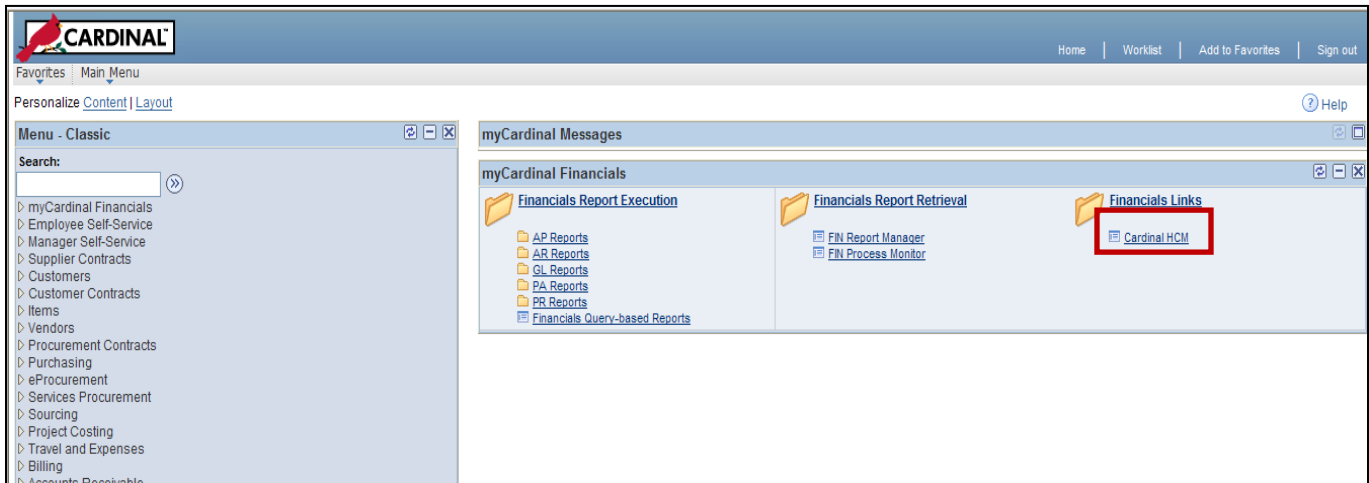 CARDINAL™
Home | Worklist | Add to Favorites | Sign out
Favorites Main Menu
Personalize Content | Layout
Help
Menu - Classic
Search:
myCardinal Financials
Employee Self-Service
Manager Self-Service
Supplier Contracts
Customers
Customer Contracts
Items
Vendors
Procurement Contracts
Purchasing
eProcurement
Services Procurement
Sourcing
Project Costing
Travel and Expenses
Billing
Accounts Receivable
myCardinal Messages
myCardinal Financials
Financials Report Execution
AP Reports
AR Reports
GL Reports
PA Reports
PR Reports
Financials Query-based Reports
Financials Report Retrieval
FIN Report Manager
FIN Process Monitor
Financials Links
Cardinal HCM